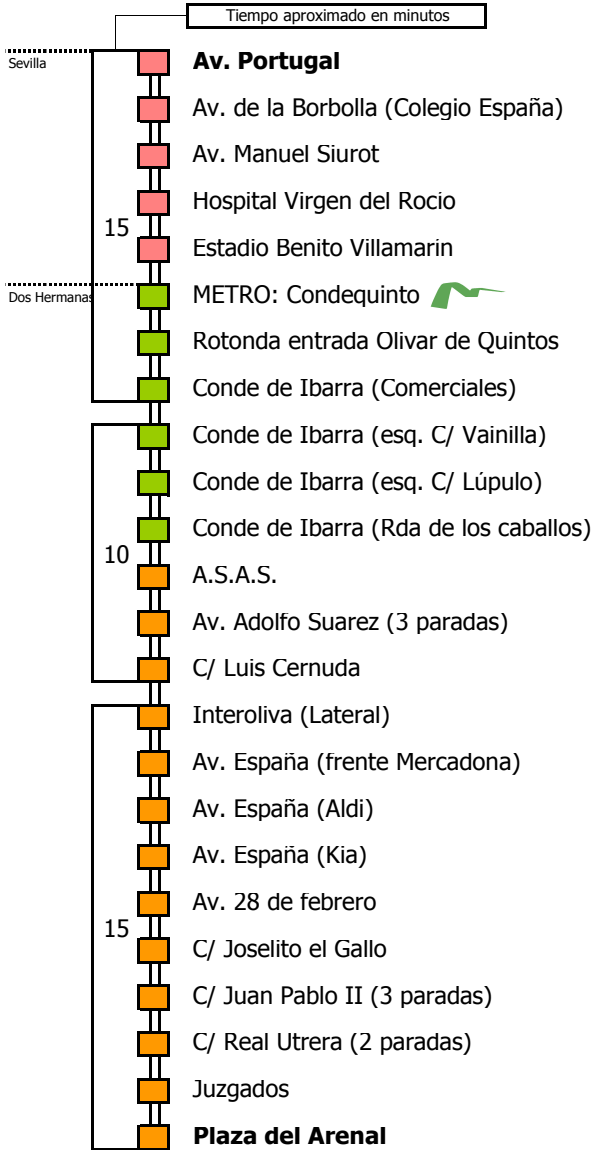 Tiempo aproximado en minutos
Sevilla
Av. Portugal
Av. de la Borbolla (Colegio España)
Av. Manuel Siurot
Hospital Virgen del Rocio
15
Estadio Benito Villamarin
Dos Hermanas
METRO: Condequinto
Rotonda entrada Olivar de Quintos
Conde de Ibarra (Comerciales)
Conde de Ibarra (esq. C/ Vainilla)
Conde de Ibarra (esq. C/ Lúpulo)
Conde de Ibarra (Rda de los caballos)
10
A.S.A.S.
Av. Adolfo Suarez (3 paradas)
C/ Luis Cernuda
Interoliva (Lateral)
Av. España (frente Mercadona)
Av. España (Aldi)
Av. España (Kia)
Av. 28 de febrero
15
C/ Joselito el Gallo
C/ Juan Pablo II (3 paradas)
C/ Real Utrera (2 paradas)
Juzgados
Plaza del Arenal